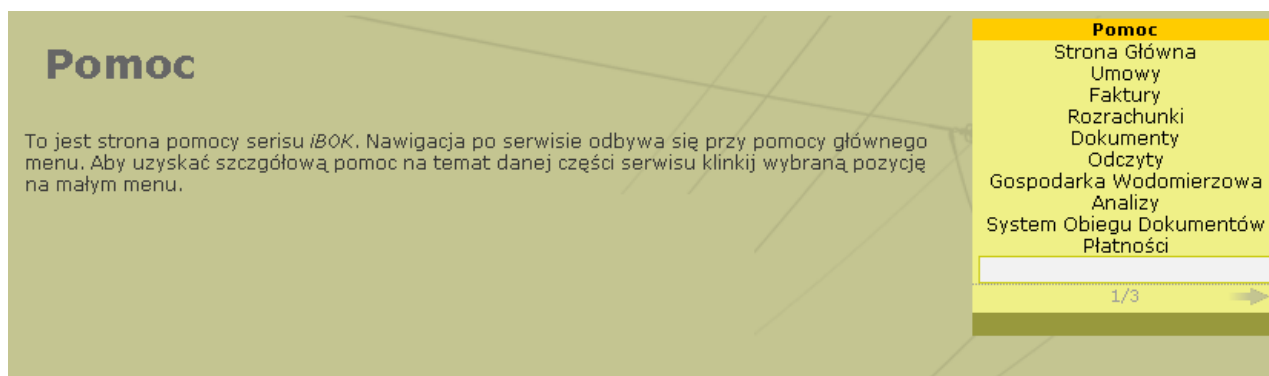 Pomoc
To jest strona pomocy serisu iBOK. Nawigacja po serwisie odbywa się przy pomocy głównego
menu. Aby uzyskać szczgółową pomoc na temat danej części serwisu klinkij wybraną pozycję
na małym menu.
Pomoc
Strona Główna
Umowy
Faktury
Rozrachunki
Dokumenty
Odczyty
Gospodarka Wodomierzowa
Analizy
System Obiegu Dokumentów
Płatności
1/3